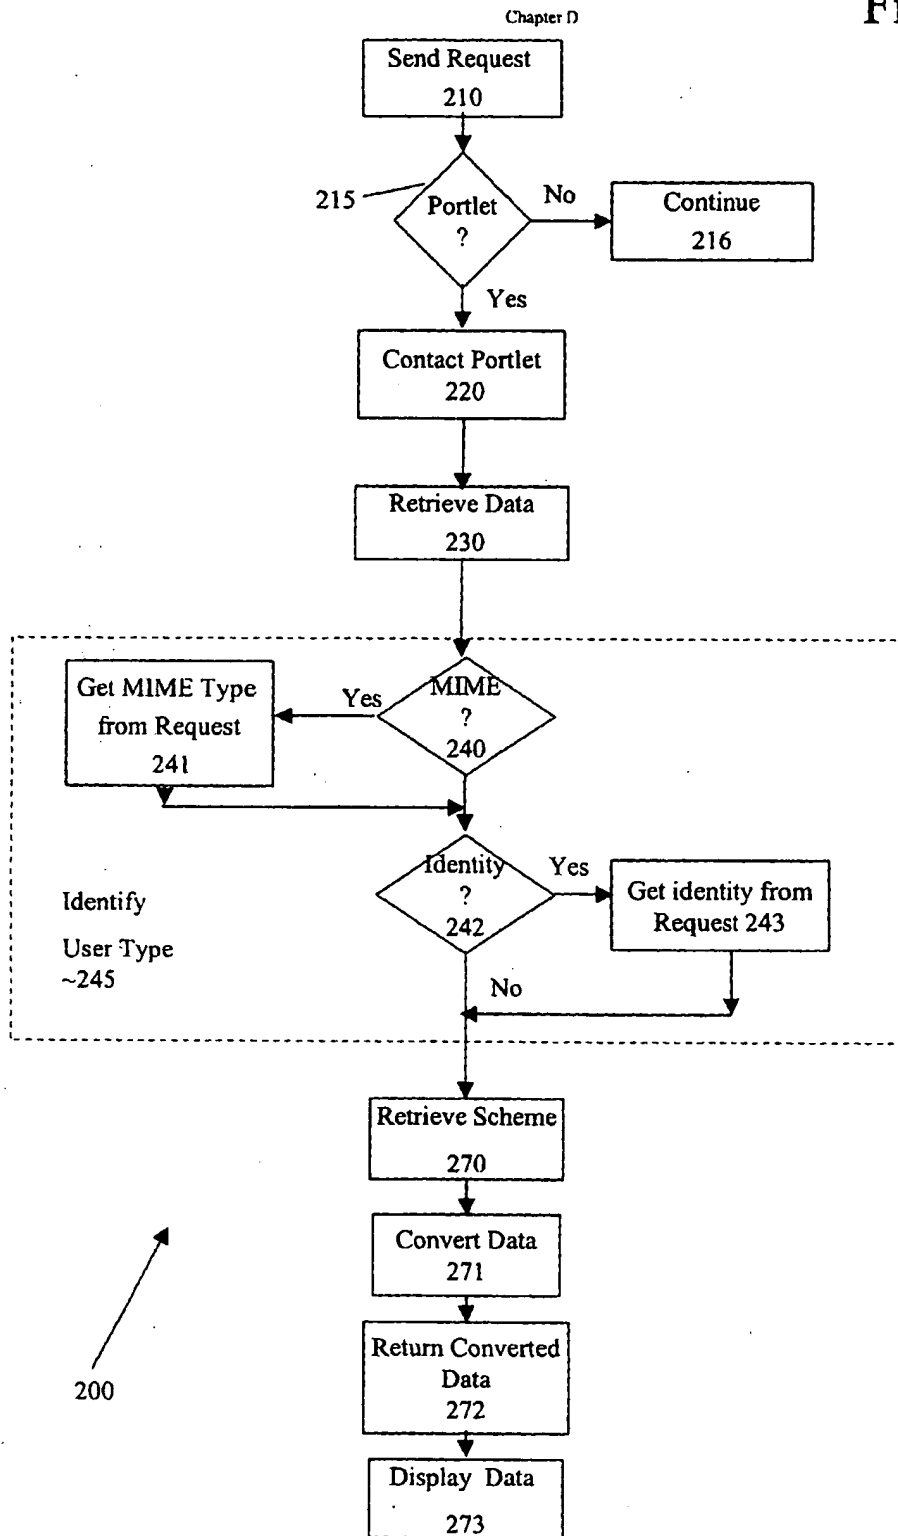 Chapter D
Send Request
210
215
Portlet
?
No
Continue
216
Yes
Contact Portlet
220
Retrieve Data
230
Get MIME Type
from Request
241
Yes
MIME
?
240
Identity
?
242
Yes
Get identity from
Request 243
Identify
User Type
~245
No
Retrieve Scheme
270
Convert Data
271
Return Converted
Data
272
200
Display Data
273